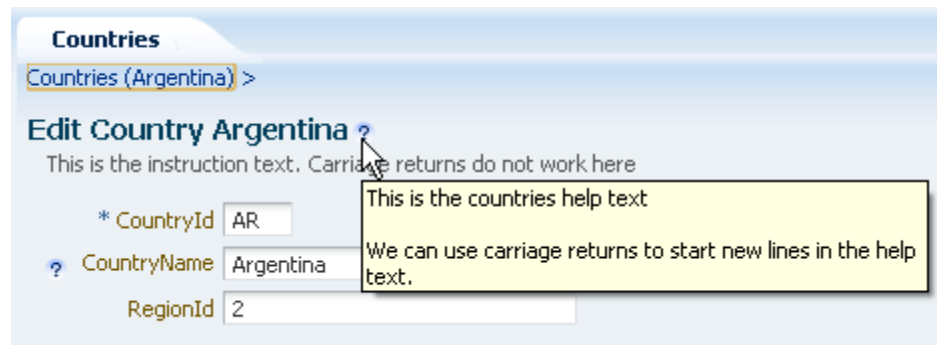 Countries
Countries (Argentina) >
Edit Country Argentina ?
This is the instruction text. Carriage returns do not work here
This is the countries help text
We can use carriage returns to start new lines in the help
text.
* CountryId AR
? CountryName Argentina
RegionId 2